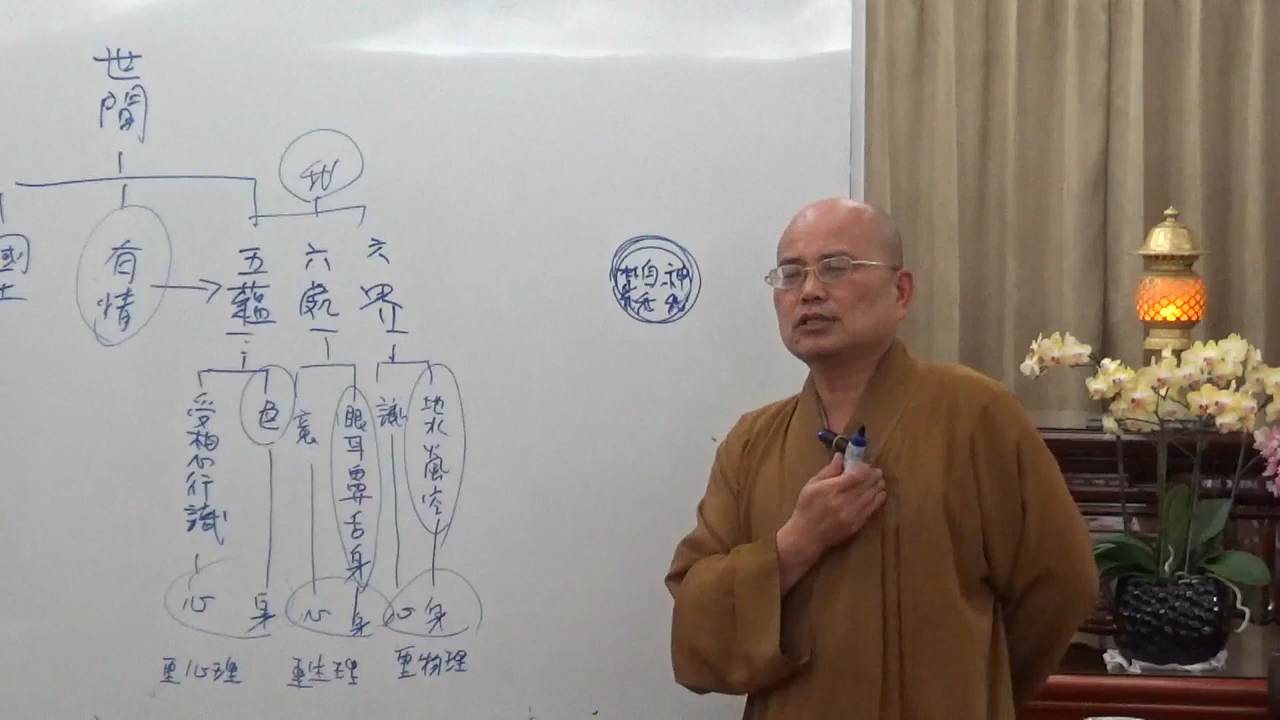 世間
有情
五蘊
六處
六界
受想行識
色
意
眼耳鼻舌身
識
地水火風空
心 身
心 身
心 身
重心理
重生理
重物理
自 神